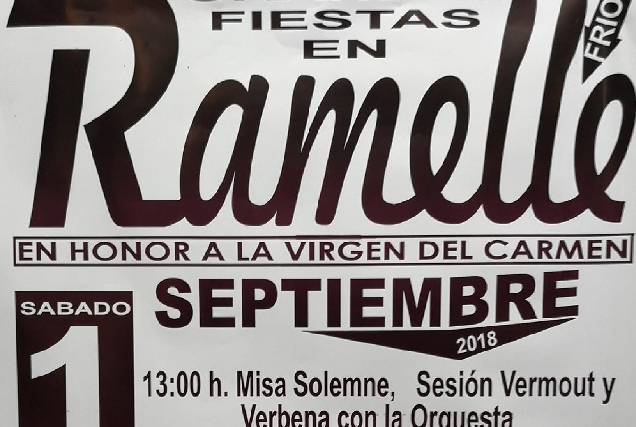 FIESTAS
EN
FRIO
Ramelle
EN HONOR A LA VIRGEN DEL CARMEN
SEPTIEMBRE
2018
SABADO
1
13:00 h. Misa Solemne, Sesión Vermout y
Verbena con la Orquesta